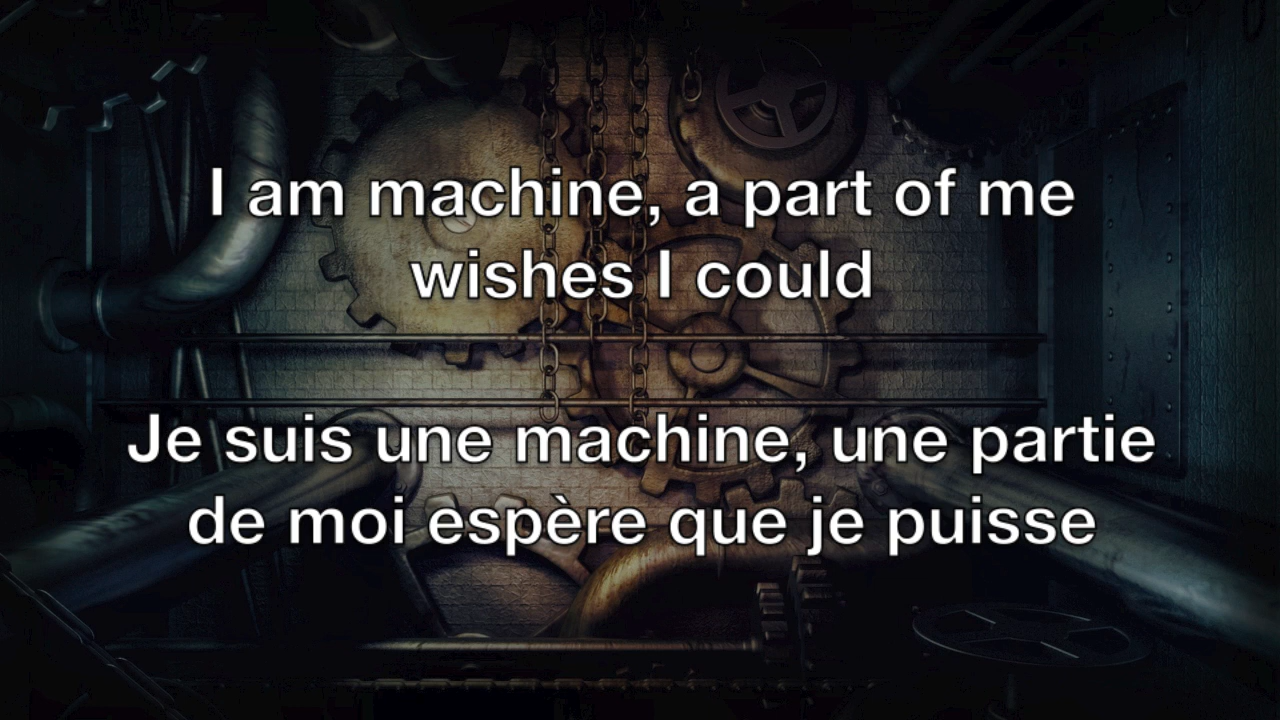 I am machine, a part of me
wishes I could
Je suis une machine, une partie
de moi espère que je puisse